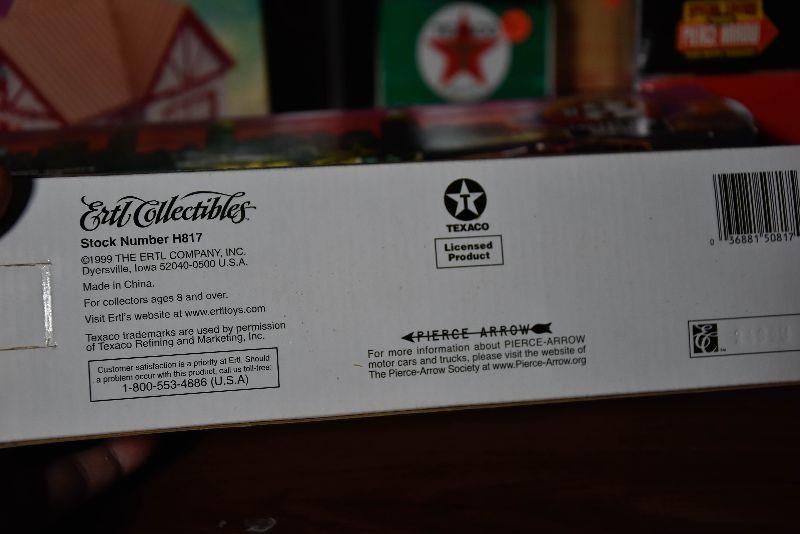 PIERCE ARROW
Ertl Collectibles
Stock Number H817
©1999 THE ERTL COMPANY, INC.
Dyersville, Iowa 52040-0500 U.S.A.
Made in China.
For collectors ages 8 and over.
Visit Ertl's website at www.ertltoys.com
Texaco trademarks are used by permission
of Texaco Refining and Marketing, Inc.
Customer satisfaction is a priority at Ertl. Should
a problem occur with this product, call us toll-free:
1-800-553-4886 (U.S.A)
T
TEXACO
Licensed
Product
PIERCE ARROW
For more information about PIERCE-ARROW
motor cars and trucks, please visit the website of
The Pierce-Arrow Society at www.Pierce-Arrow.org
0 36881 50817